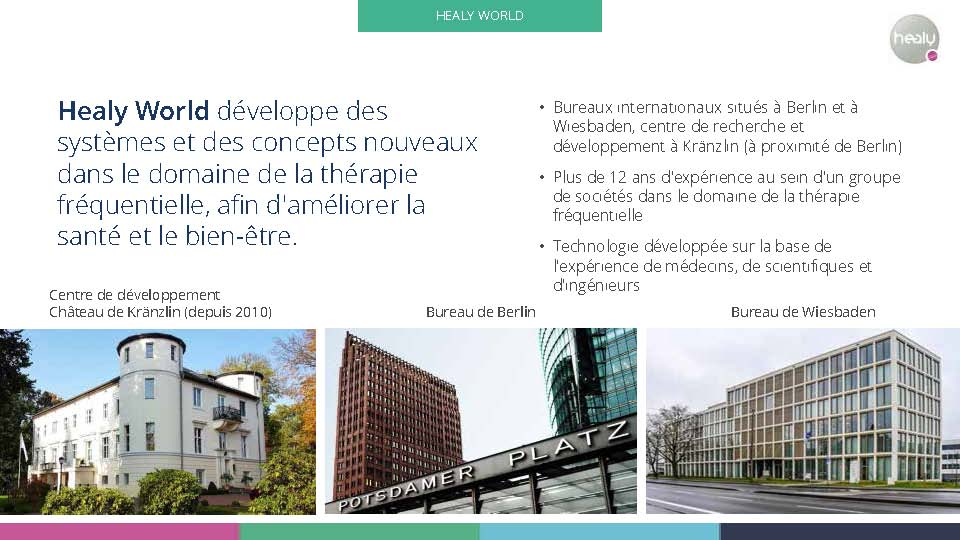 HEALY WORLD
healy
Healy World développe des
systèmes et des concepts nouveaux
dans le domaine de la thérapie
fréquentielle, afin d'améliorer la
santé et le bien-être.
• Bureaux internationaux situés à Berlin et à
Wiesbaden, centre de recherche et
développement à Kränzlin (à proximité de Berlin)
• Plus de 12 ans d'expérience au sein d'un groupe
de sociétés dans le domaine de la thérapie
fréquentielle
• Technologie développée sur la base de
l'expérience de médecins, de scientifiques et
d'ingénieurs
Centre de développement
Château de Kränzlin (depuis 2010)
Bureau de Berlin
Bureau de Wiesbaden
POTSDAMER PLATZ